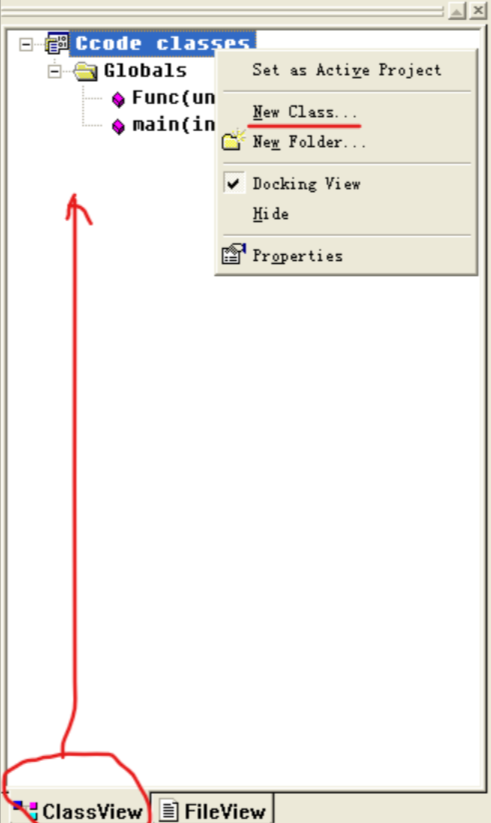 Ccode classes
Globals
Func(un
main(in
Set as Active Project
New Class...
New Folder...
Docking View
Hide
Properties
ClassView
FileView